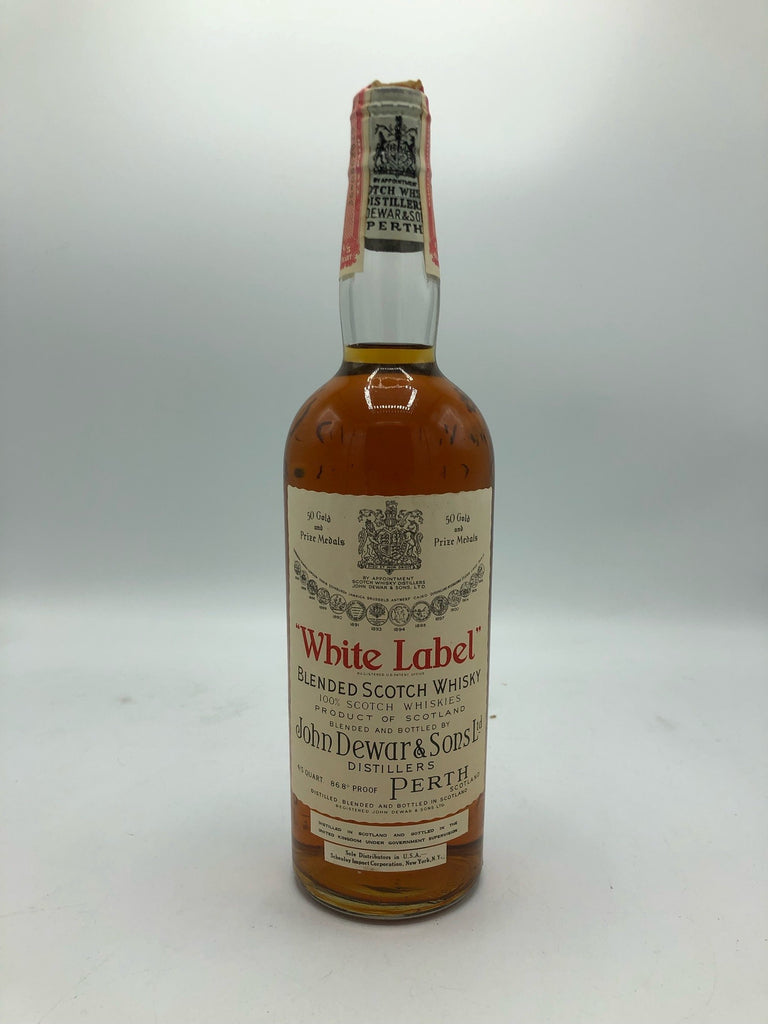 BY APPOINTMENT
OTCH WHIS
DISTILLER
DEWAR & SO
PERTH
50 Gold
and
Prize Medals
50 Gold
and
Prize Medals
BY APPOINTMENT
SCOTCH WHISKY DISTILLERS
JOHN DEWAR & SONS, LTD.
"White Label"
REGISTERED U.S. PATENT OFFICE
BLENDED SCOTCH WHISKY
100% SCOTCH WHISKIES
PRODUCT OF SCOTLAND
BLENDED AND BOTTLED BY
John Dewar & Sons Ltd
DISTILLERS
4/5 QUART. 86.8° PROOF PERTH SCOTLAND
DISTILLED, BLENDED AND BOTTLED IN SCOTLAND
REGISTERED JOHN DEWAR & SONS LTD.
DISTILLED IN SCOTLAND AND BOTTLED IN THE
UNITED KINGDOM UNDER GOVERNMENT SUPERVISION
Sole Distributors in U.S.A.—
Schenley Import Corporation, New York, N.Y.